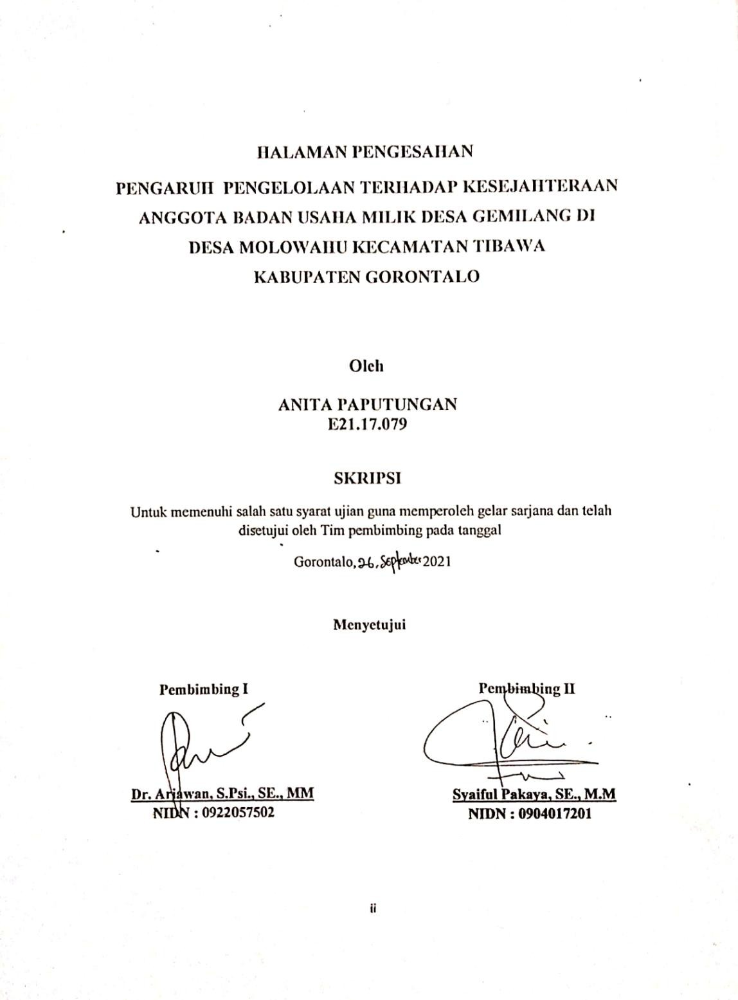 HALAMAN PENGESAHAN
PENGARUH PENGELOLAAN TERHADAP KESEJAHTERAAN
ANGGOTA BADAN USAHA MILIK DESA GEMILANG DI
DESA MOLOWAHU KECAMATAN TIBAWA
KABUPATEN GORONTALO
Oleh
ANITA PAPUTUNGAN
E21.17.079
SKRIPSI
Untuk memenuhi salah satu syarat ujian guna memperoleh gelar sarjana dan telah
disetujui oleh Tim pembimbing pada tanggal
Gorontalo, 26, September 2021
Menyetujui
Pembimbing I
Pembimbing II
Dr. Arjawan, S.Psi., SE., MM
Syaiful Pakaya, SE., M.M
NIDN : 0922057502
NIDN : 0904017201
ii